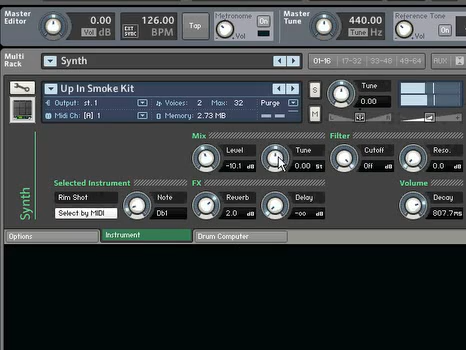 Master Editor 0.00 Vol dB EXT SYNC 126.00 BPM Tap Metronome Vol On Master Tune 440.00 Tune Hz Reference Tone Vol On
Multi Rack Synth 01-16 17-32 33-48 49-64 AUX
Up In Smoke Kit S Tune
Output: st. 1 Voices: 2 Max: 32 Purge 0.00
Midi Ch: [A] 1 Memory: 2.73 MB M
Mix Filter
Level Tune Cutoff Reso.
-10.1 dB 0.00 st Off dB 0.0
Selected Instrument FX Volume
Synth
Rim Shot Note Reverb Delay Decay
Select by MIDI Db1 2.0 dB -oo dB 807.7ms
Options Instrument Drum Computer